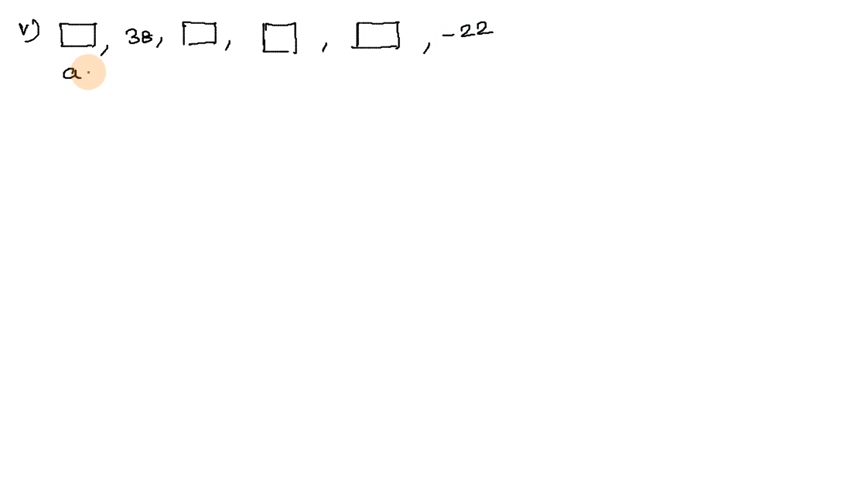 v) □, 38, □, □, □, -22
a.